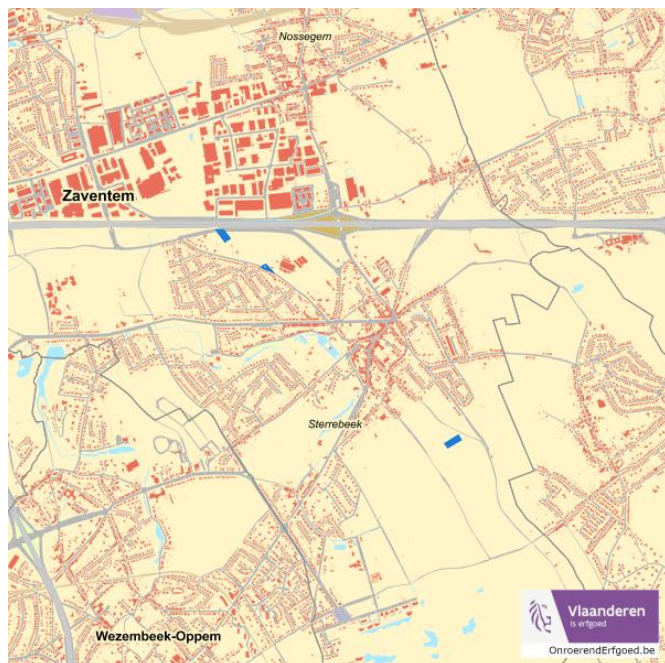 Nossegem
Zaventem
Sterrebeek
Wezembeek-Oppem
Vlaanderen
is erfgoed
OnroerendErfgoed.be